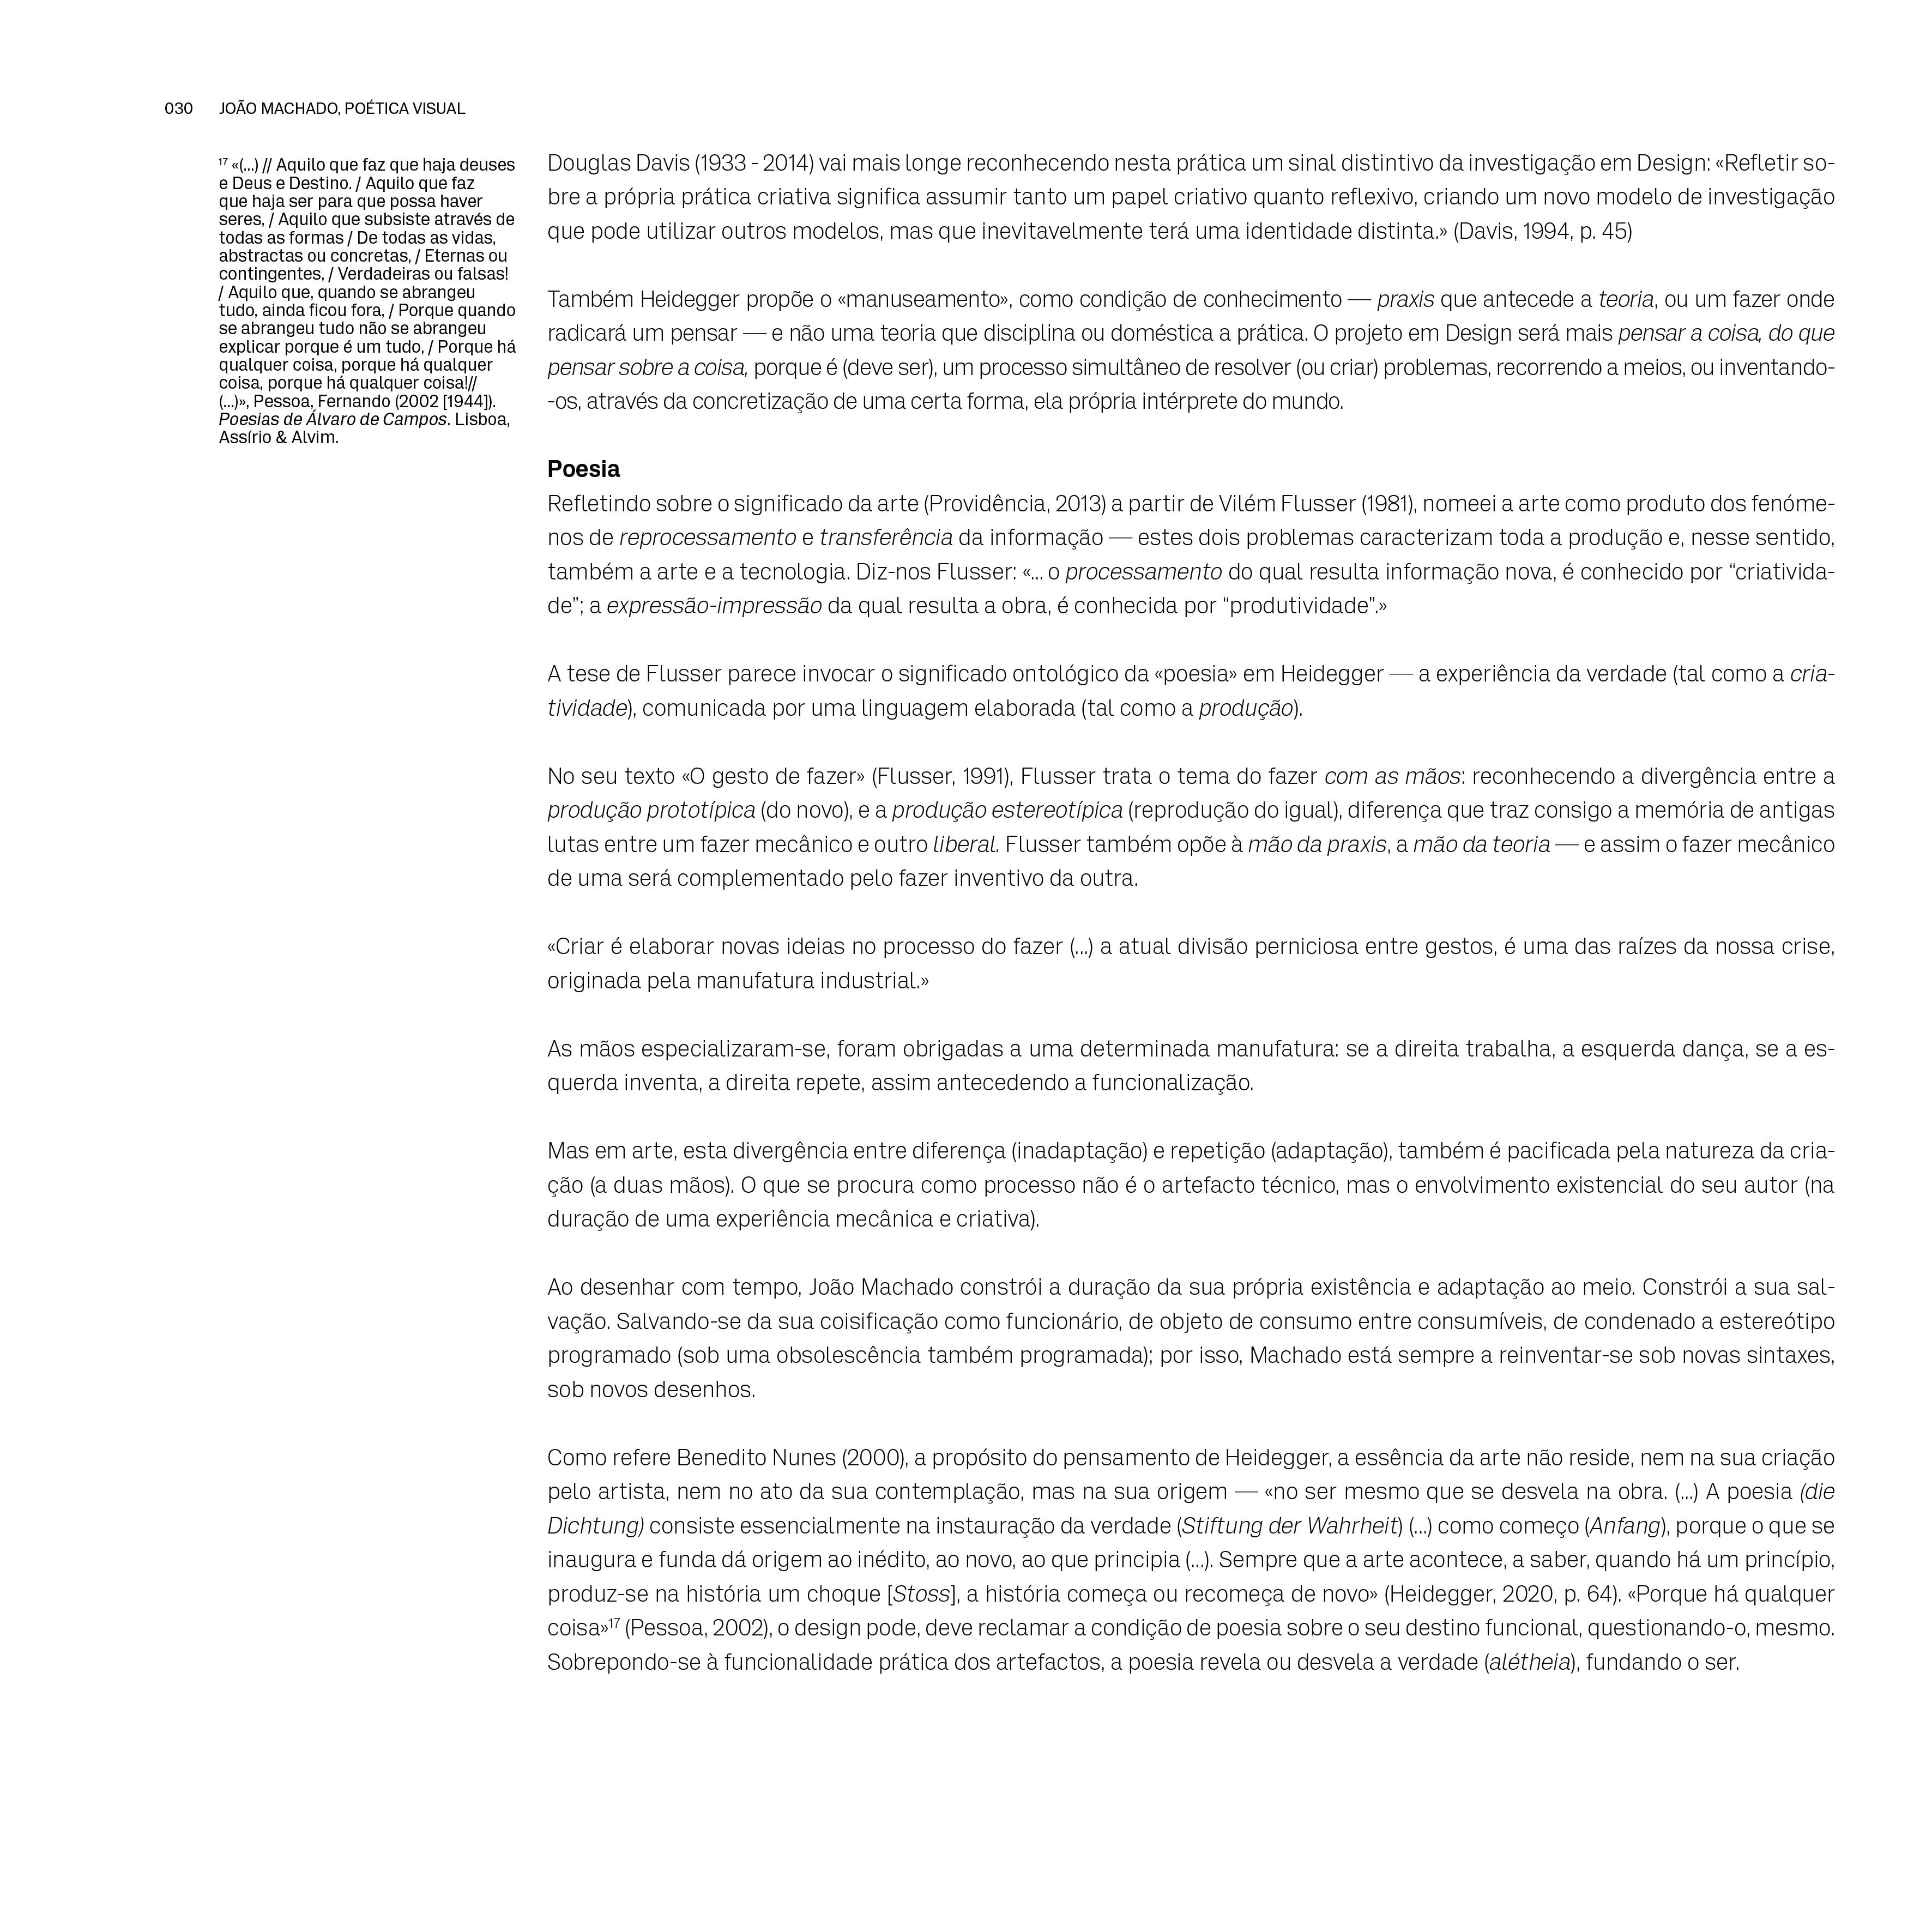 030 JOÃO MACHADO, POÉTICA VISUAL
17 «(...) // Aquilo que faz que haja deuses
e Deus e Destino. / Aquilo que faz
que haja ser para que possa haver
seres, / Aquilo que subsiste através de
todas as formas / De todas as vidas,
abstractas ou concretas, / Eternas ou
contingentes, / Verdadeiras ou falsas!
/ Aquilo que, quando se abrangeu
tudo, ainda ficou fora, / Porque quando
se abrangeu tudo não se abrangeu
explicar porque é um tudo, / Porque há
qualquer coisa, porque há qualquer
coisa, porque há qualquer coisa!//
(...)», Pessoa, Fernando (2002 [1944]).
Poesias de Álvaro de Campos. Lisboa,
Assírio & Alvim.
Douglas Davis (1933 - 2014) vai mais longe reconhecendo nesta prática um sinal distintivo da investigação em Design: «Refletir so-
bre a própria prática criativa significa assumir tanto um papel criativo quanto reflexivo, criando um novo modelo de investigação
que pode utilizar outros modelos, mas que inevitavelmente terá uma identidade distinta.» (Davis, 1994, p. 45)
Também Heidegger propõe o «manuseamento», como condição de conhecimento — praxis que antecede a teoria, ou um fazer onde
radicará um pensar — e não uma teoria que disciplina ou doméstica a prática. O projeto em Design será mais pensar a coisa, do que
pensar sobre a coisa, porque é (deve ser), um processo simultâneo de resolver (ou criar) problemas, recorrendo a meios, ou inventando-
-os, através da concretização de uma certa forma, ela própria intérprete do mundo.
Poesia
Refletindo sobre o significado da arte (Providência, 2013) a partir de Vilém Flusser (1981), nomeei a arte como produto dos fenóme-
nos de reprocessamento e transferência da informação — estes dois problemas caracterizam toda a produção e, nesse sentido,
também a arte e a tecnologia. Diz-nos Flusser: «... o processamento do qual resulta informação nova, é conhecido por “criativida-
de”; a expressão-impressão da qual resulta a obra, é conhecida por “produtividade”.»
A tese de Flusser parece invocar o significado ontológico da «poesia» em Heidegger — a experiência da verdade (tal como a cria-
tividade), comunicada por uma linguagem elaborada (tal como a produção).
No seu texto «O gesto de fazer» (Flusser, 1991), Flusser trata o tema do fazer com as mãos: reconhecendo a divergência entre a
produção prototípica (do novo), e a produção estereotípica (reprodução do igual), diferença que traz consigo a memória de antigas
lutas entre um fazer mecânico e outro liberal. Flusser também opõe à mão da praxis, a mão da teoria — e assim o fazer mecânico
de uma será complementado pelo fazer inventivo da outra.
«Criar é elaborar novas ideias no processo do fazer (...) a atual divisão perniciosa entre gestos, é uma das raízes da nossa crise,
originada pela manufatura industrial.»
As mãos especializaram-se, foram obrigadas a uma determinada manufatura: se a direita trabalha, a esquerda dança, se a es-
querda inventa, a direita repete, assim antecedendo a funcionalização.
Mas em arte, esta divergência entre diferença (inadaptação) e repetição (adaptação), também é pacificada pela natureza da cria-
ção (a duas mãos). O que se procura como processo não é o artefacto técnico, mas o envolvimento existencial do seu autor (na
duração de uma experiência mecânica e criativa).
Ao desenhar com tempo, João Machado constrói a duração da sua própria existência e adaptação ao meio. Constrói a sua sal-
vação. Salvando-se da sua coisificação como funcionário, de objeto de consumo entre consumíveis, de condenado a estereótipo
programado (sob uma obsolescência também programada); por isso, Machado está sempre a reinventar-se sob novas sintaxes,
sob novos desenhos.
Como refere Benedito Nunes (2000), a propósito do pensamento de Heidegger, a essência da arte não reside, nem na sua criação
pelo artista, nem no ato da sua contemplação, mas na sua origem — «no ser mesmo que se desvela na obra. (...) A poesia (die
Dichtung) consiste essencialmente na instauração da verdade (Stiftung der Wahrheit) (...) como começo (Anfang), porque o que se
inaugura e funda dá origem ao inédito, ao novo, ao que principia (...). Sempre que a arte acontece, a saber, quando há um princípio,
produz-se na história um choque [Stoss], a história começa ou recomeça de novo» (Heidegger, 2020, p. 64). «Porque há qualquer
coisa»17 (Pessoa, 2002), o design pode, deve reclamar a condição de poesia sobre o seu destino funcional, questionando-o, mesmo.
Sobrepondo-se à funcionalidade prática dos artefactos, a poesia revela ou desvela a verdade (alétheia), fundando o ser.